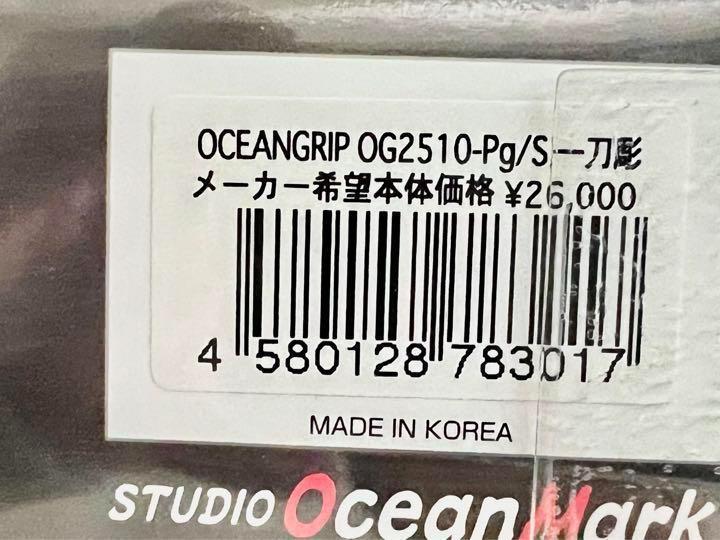 OCEANGRIP OG2510-Pg/S 一刀彫
メーカー希望本体価格 ¥26,000
4 580128 783017
MADE IN KOREA
STUDIO OceanMark